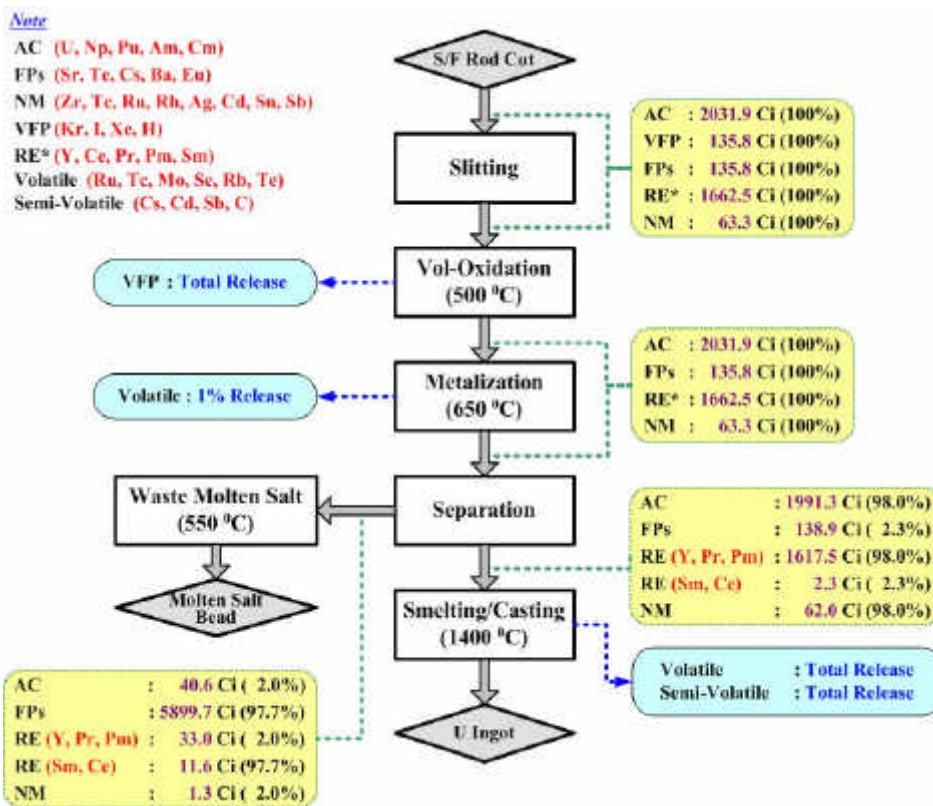 Note
AC (U, Np, Pu, Am, Cm)
FPs (Sr, Te, Cs, Ba, Eu)
NM (Zr, Tc, Ru, Rh, Ag, Cd, Sn, Sb)
VFP (Kr, I, Xe, H)
RE* (Y, Ce, Pr, Pm, Sm)
Volatile (Ru, Tc, Mo, Se, Rb, Te)
Semi-Volatile (Cs, Cd, Sb, C)
S/F Rod Cut
Slitting
AC : 2031.9 Ci (100%)
VFP : 135.8 Ci (100%)
FPs : 135.8 Ci (100%)
RE* : 1662.5 Ci (100%)
NM : 63.3 Ci (100%)
VFP : Total Release
Vol-Oxidation
(500 ⁰C)
Volatile : 1% Release
Metalization
(650 ⁰C)
AC : 2031.9 Ci (100%)
FPs : 135.8 Ci (100%)
RE* : 1662.5 Ci (100%)
NM : 63.3 Ci (100%)
Waste Molten Salt
(550 ⁰C)
Separation
Molten Salt
Bead
AC : 1991.3 Ci (98.0%)
FPs : 138.9 Ci ( 2.3%)
RE (Y, Pr, Pm) : 1617.5 Ci (98.0%)
RE (Sm, Ce) : 2.3 Ci ( 2.3%)
NM : 62.0 Ci (98.0%)
Smelting/Casting
(1400 ⁰C)
Volatile : Total Release
Semi-Volatile : Total Release
AC : 40.6 Ci ( 2.0%)
FPs : 5899.7 Ci (97.7%)
RE (Y, Pr, Pm) : 33.0 Ci ( 2.0%)
RE (Sm, Ce) : 11.6 Ci (97.7%)
NM : 1.3 Ci ( 2.0%)
U Ingot